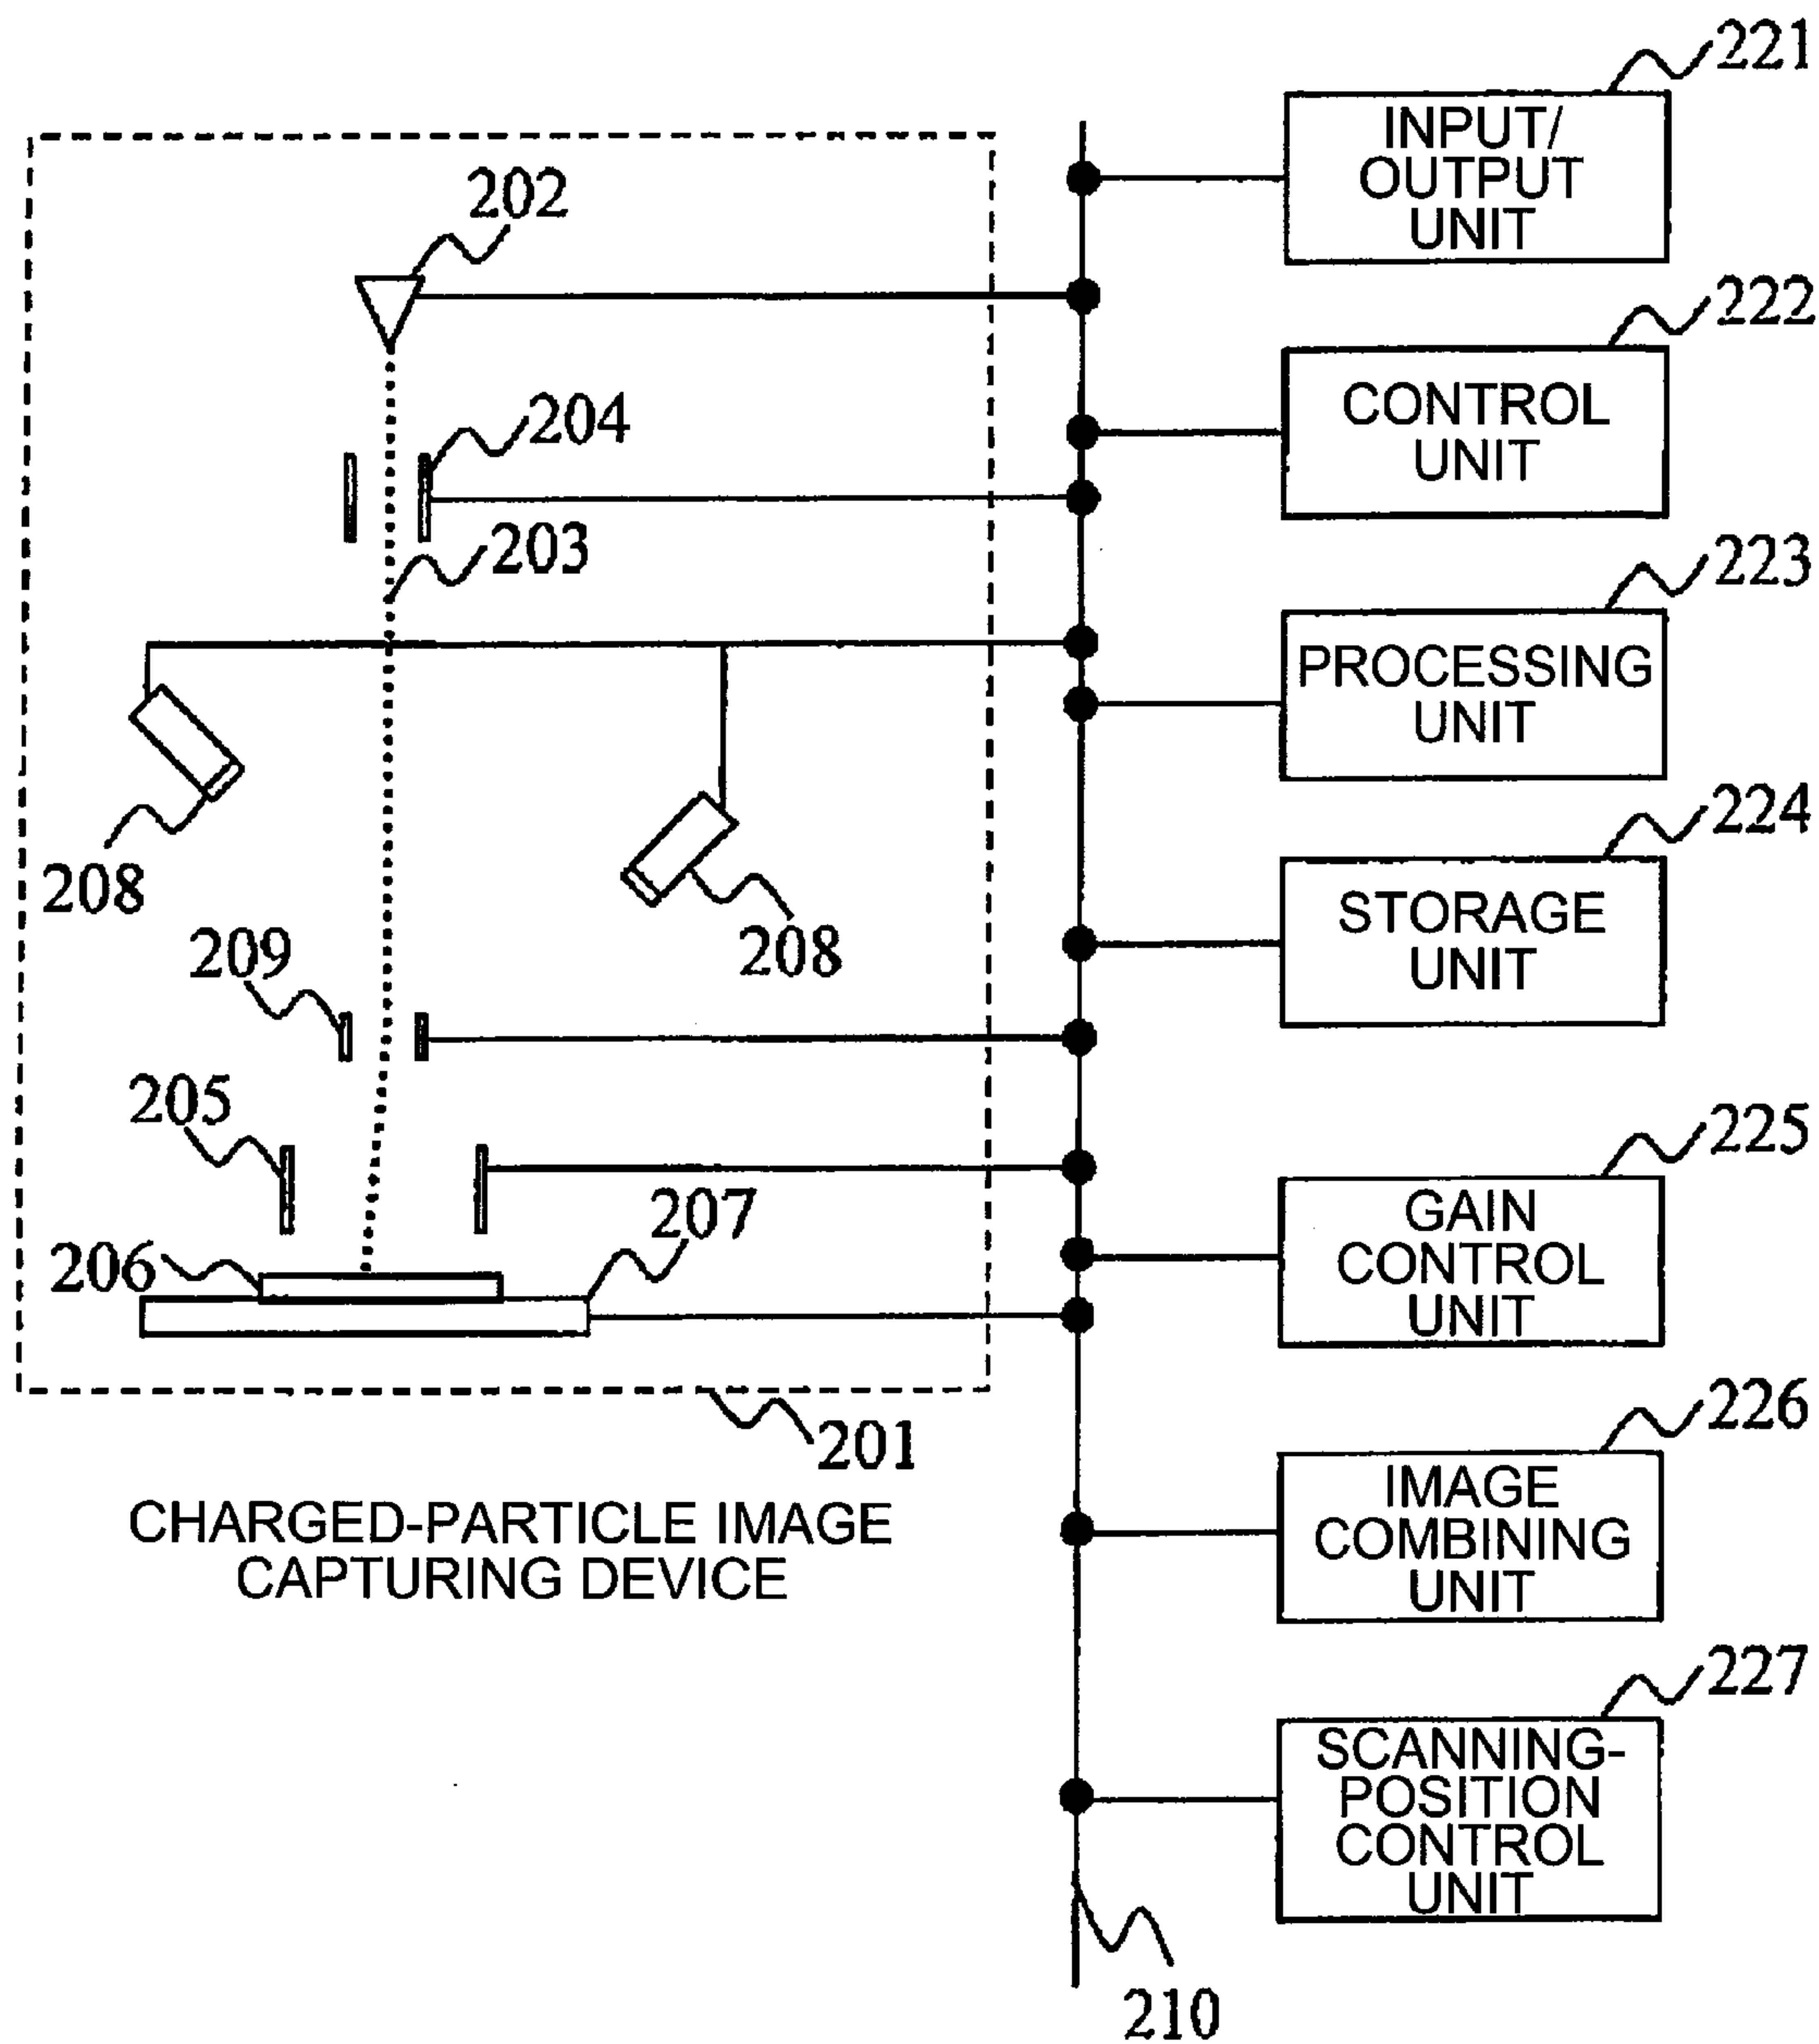 221
INPUT/
OUTPUT
UNIT
202
222
CONTROL
UNIT
204
203
223
PROCESSING
UNIT
224
STORAGE
UNIT
208
208
209
205
207
225
GAIN
CONTROL
UNIT
206
201
CHARGED-PARTICLE IMAGE
CAPTURING DEVICE
226
IMAGE
COMBINING
UNIT
227
SCANNING-
POSITION
CONTROL
UNIT
210